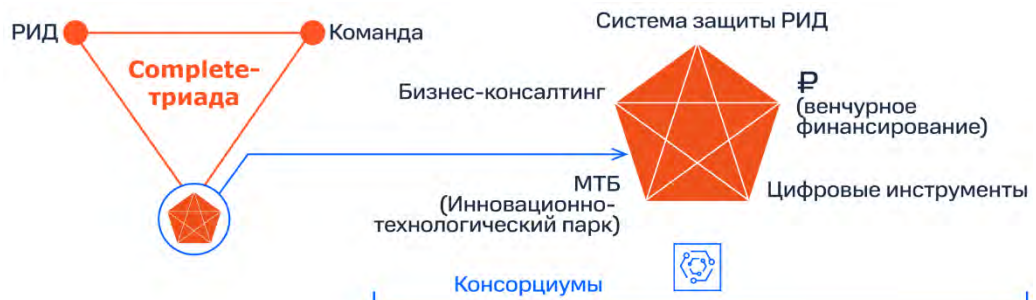 РИД
Команда
Complete-
триада
Система защиты РИД
Бизнес-консалтинг
₽
(венчурное
финансирование)
МТБ
(Инновационно-
технологический парк)
Цифровые инструменты
Консорциумы